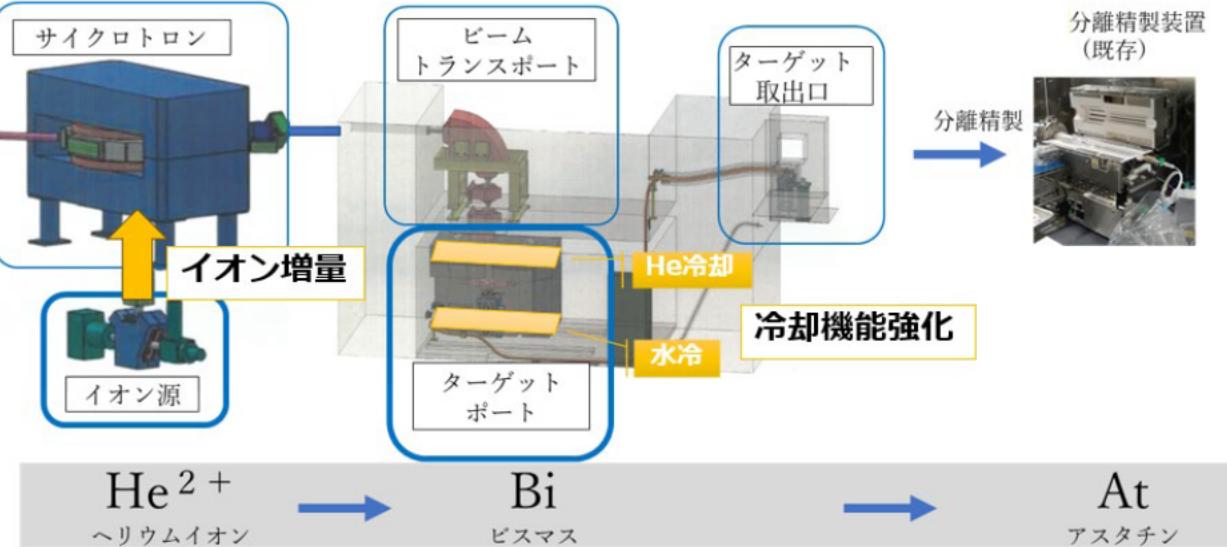 サイクロトロン
ビーム
トランスポート
ターゲット
取出口
分離精製装置
（既存）
分離精製
イオン増量
He冷却
冷却機能強化
水冷
イオン源
ターゲット
ポート
He²⁺
ヘリウムイオン
Bi
ビスマス
At
アスタチン